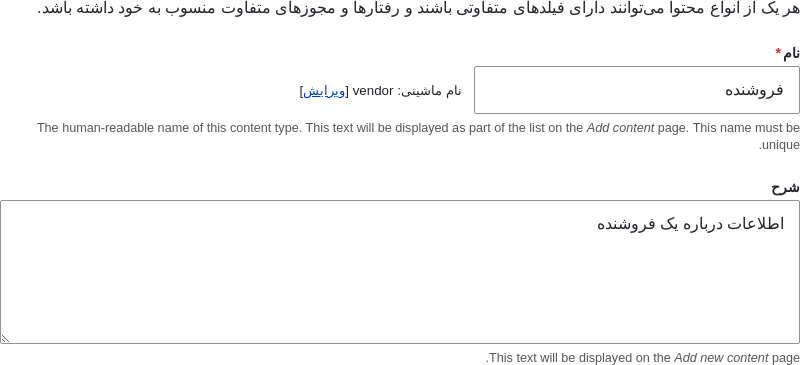 هر یک از انواع محتوا می‌توانند دارای فیلدهای متفاوتی باشند و رفتارها و مجوزهای متفاوت منسوب به خود داشته باشد.
نام *
فروشنده
نام ماشینی: vendor [ویرایش]
The human-readable name of this content type. This text will be displayed as part of the list on the Add content page. This name must be
unique.
شرح
اطلاعات درباره یک فروشنده
This text will be displayed on the Add new content page.